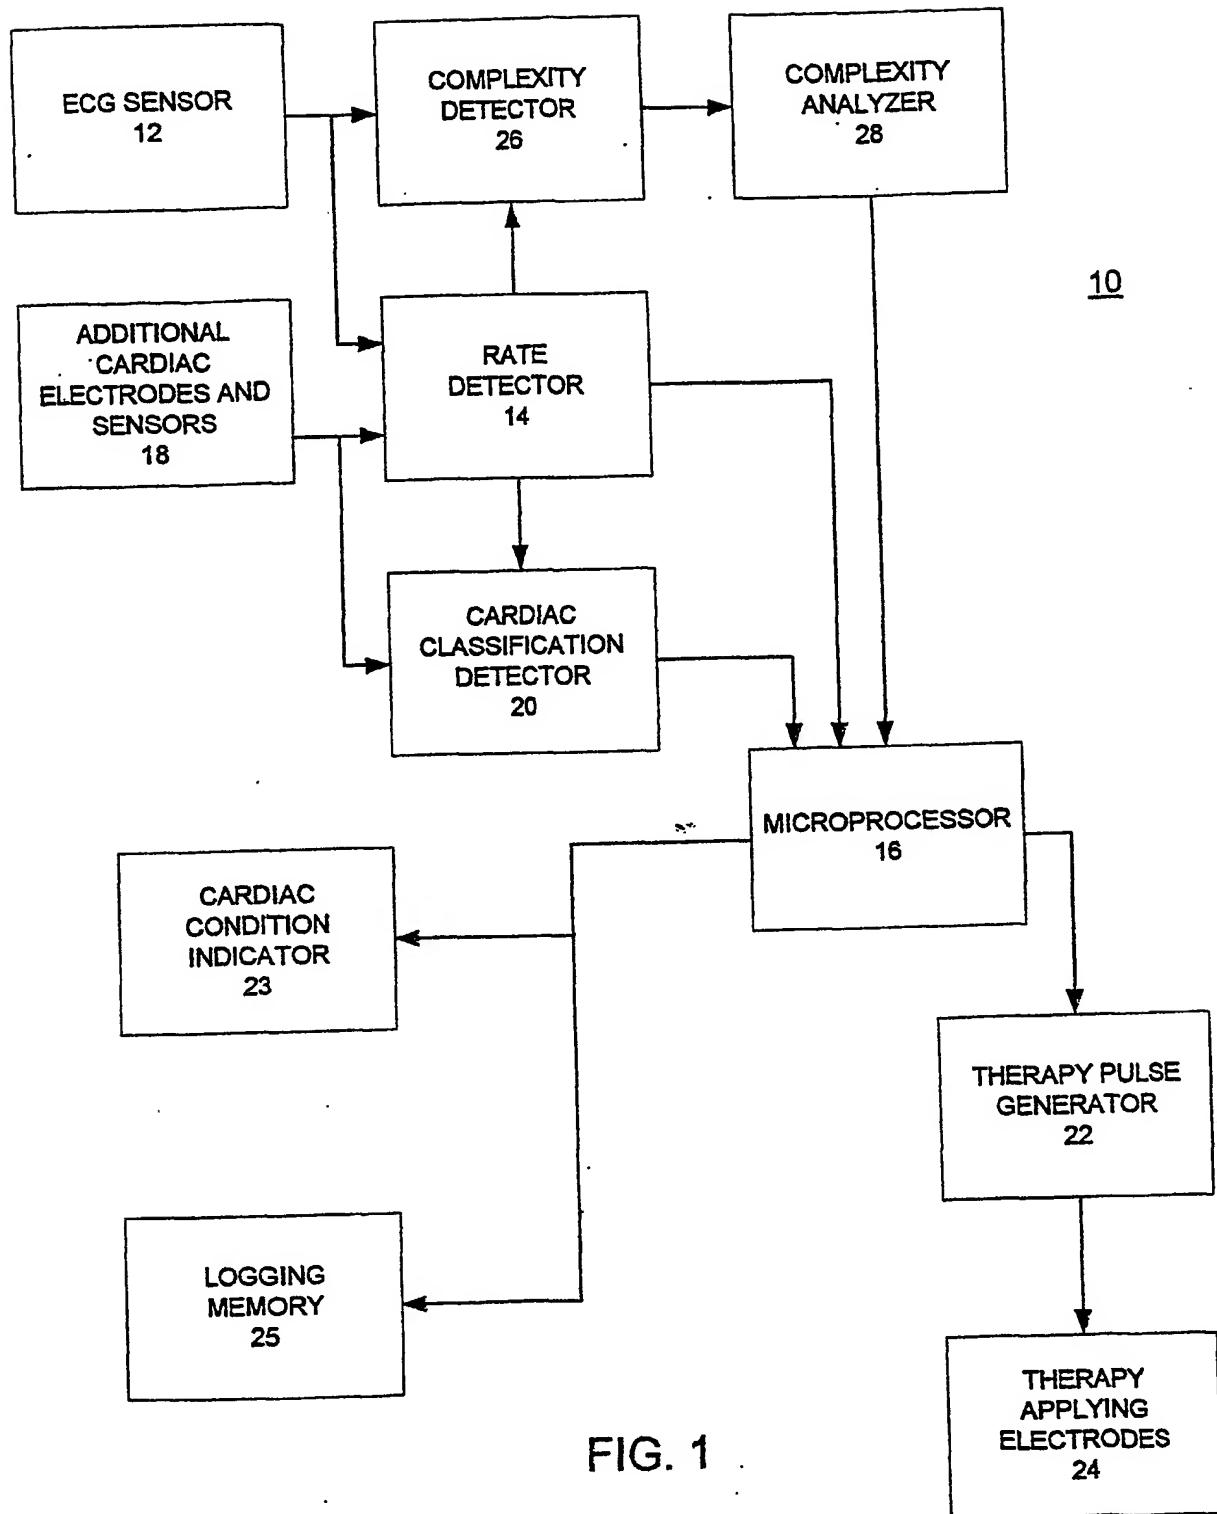 ECG SENSOR
12
COMPLEXITY
DETECTOR
26
COMPLEXITY
ANALYZER
28
10
ADDITIONAL
CARDIAC
ELECTRODES AND
SENSORS
18
RATE
DETECTOR
14
CARDIAC
CLASSIFICATION
DETECTOR
20
MICROPROCESSOR
16
CARDIAC
CONDITION
INDICATOR
23
THERAPY PULSE
GENERATOR
22
LOGGING
MEMORY
25
THERAPY
APPLYING
ELECTRODES
24
FIG. 1